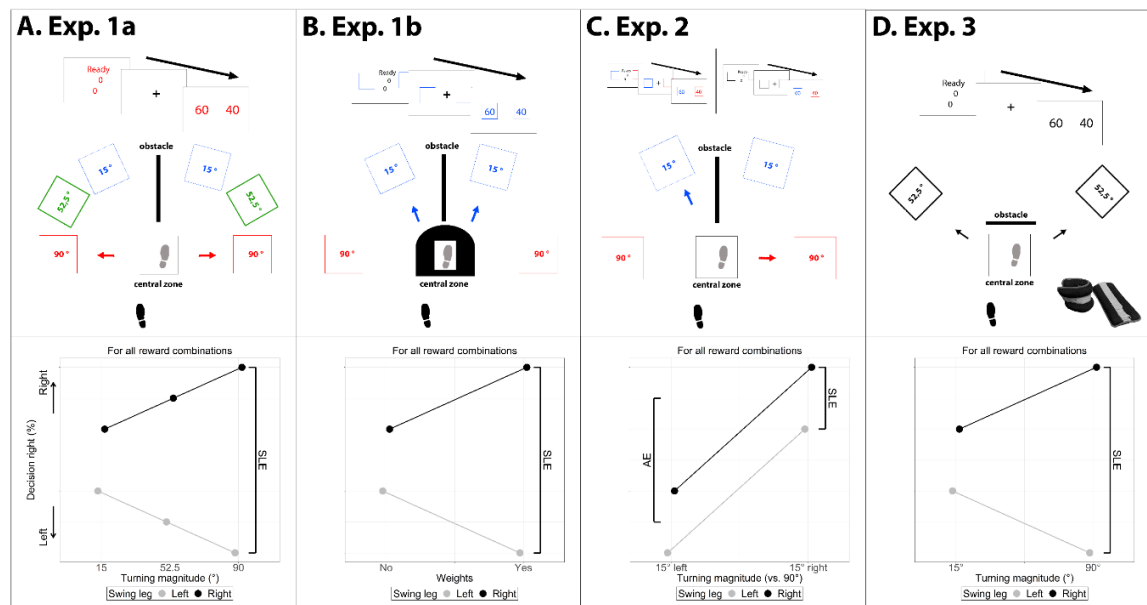 A. Exp. 1a
Ready
0
0
+
60 40
obstacle
15°
15°
52,5°
52,5°
90°
90°
central zone
For all reward combinations
Right
Decision right (%)
Left
SLE
15 52.5 90
Turning magnitude (°)
Swing leg Left Right
B. Exp. 1b
Ready
0
0
+
60 40
obstacle
15°
15°
90°
90°
central zone
For all reward combinations
SLE
No Yes
Weights
Swing leg Left Right
C. Exp. 2
+
60 40
+
obstacle
15°
15°
90°
90°
central zone
For all reward combinations
AE
SLE
15° left 15° right
Turning magnitude (vs. 90°)
Swing leg Left Right
D. Exp. 3
Ready
0
0
+
60 40
52,5°
52,5°
obstacle
central zone
For all reward combinations
SLE
15° 90°
Turning magnitude (°)
Swing leg Left Right